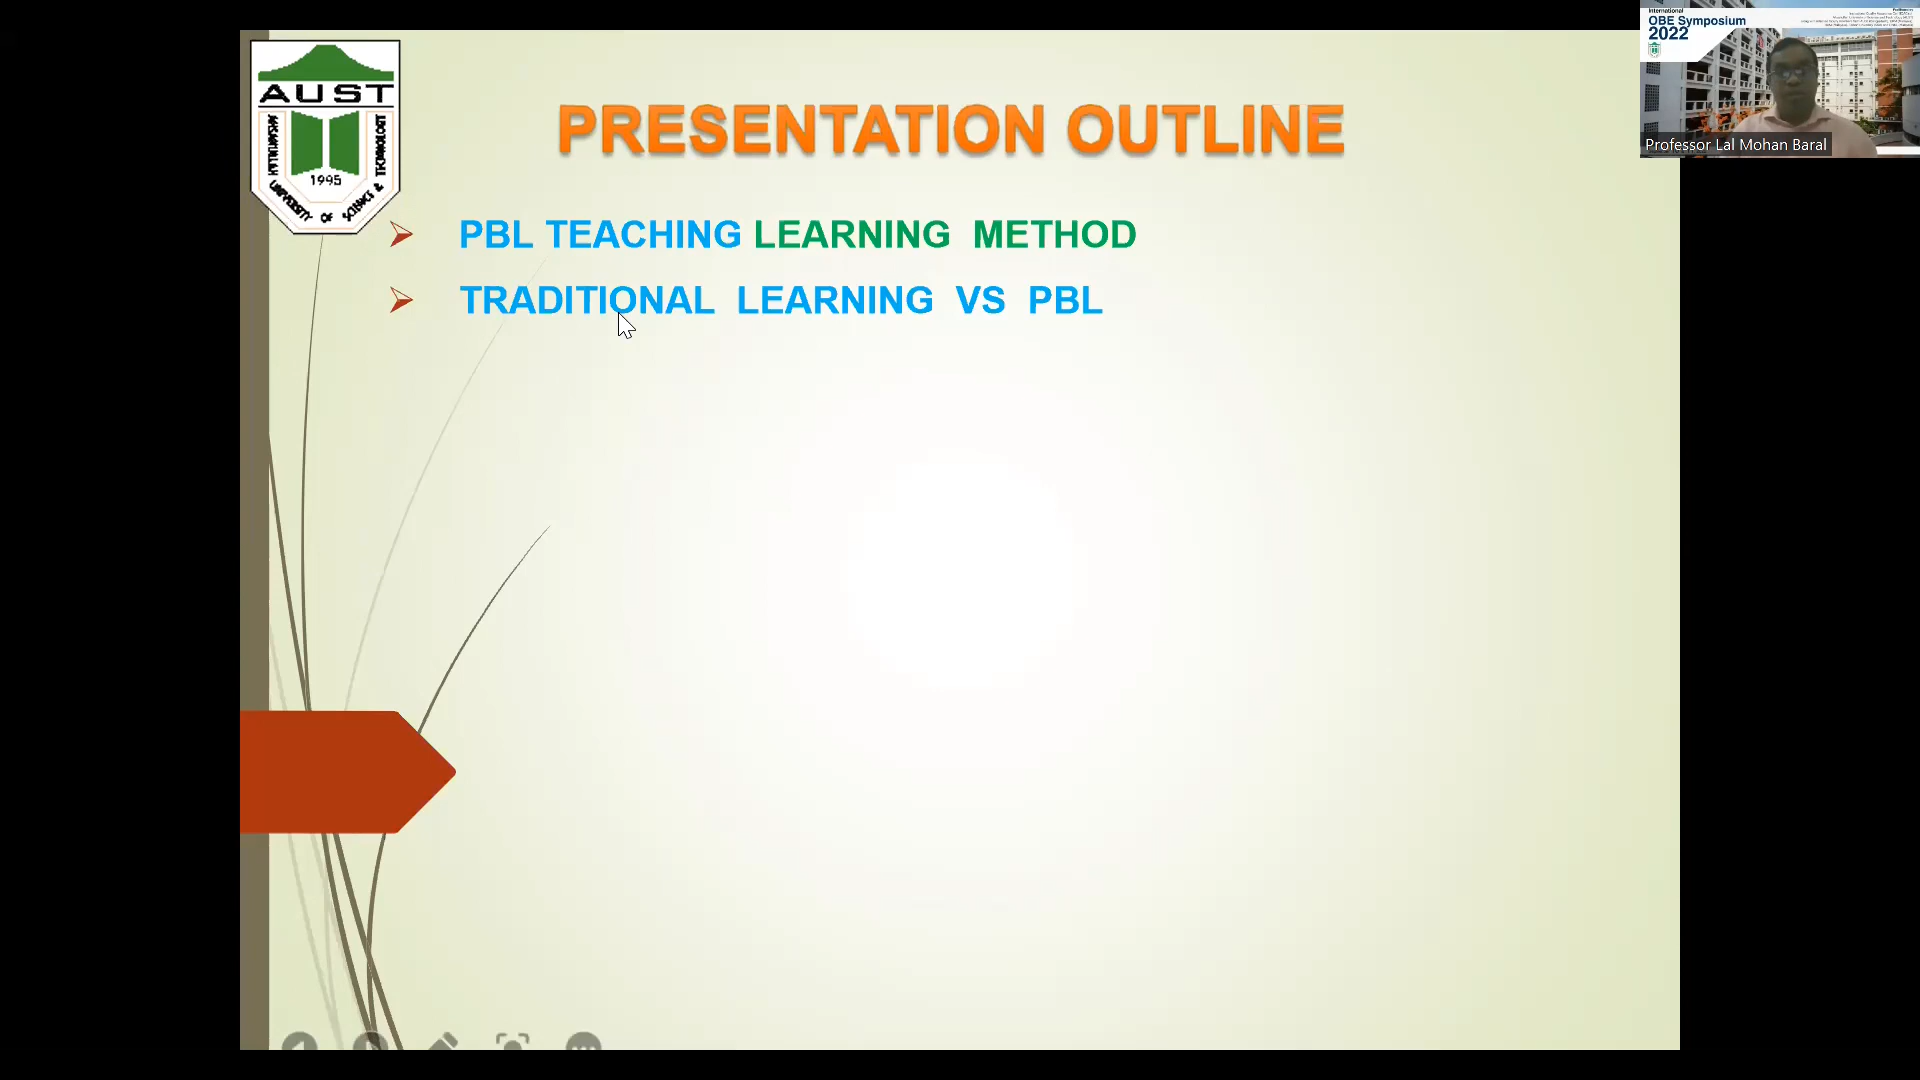 AUST
AHSANULLAH UNIVERSITY OF SCIENCE & TECHNOLOGY
1995
PRESENTATION OUTLINE
PBL TEACHING LEARNING METHOD
TRADITIONAL LEARNING VS PBL
International
OBE Symposium
2022
Professor Lal Mohan Baral